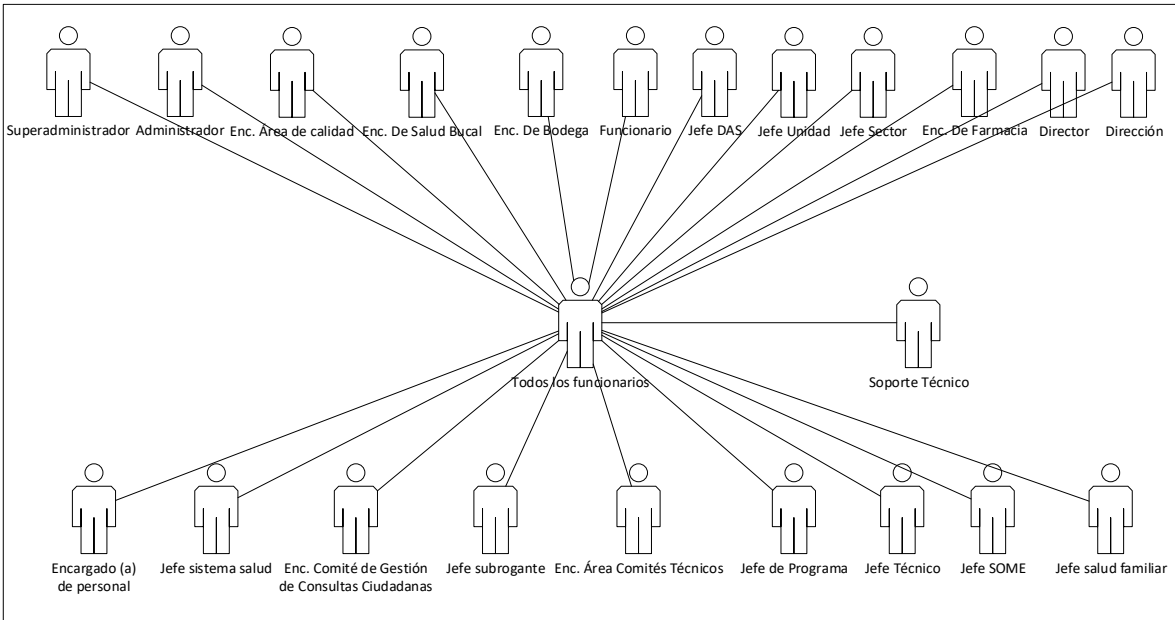 Superadministrador
Administrador
Enc. Área de calidad
Enc. De Salud Bucal
Enc. De Bodega
Funcionario
Jefe DAS
Jefe Unidad
Jefe Sector
Enc. De Farmacia
Director
Dirección
Todos los funcionarios
Soporte Técnico
Encargado (a)
de personal
Jefe sistema salud
Enc. Comité de Gestión
de Consultas Ciudadanas
Jefe subrogante
Enc. Área Comités Técnicos
Jefe de Programa
Jefe Técnico
Jefe SOME
Jefe salud familiar